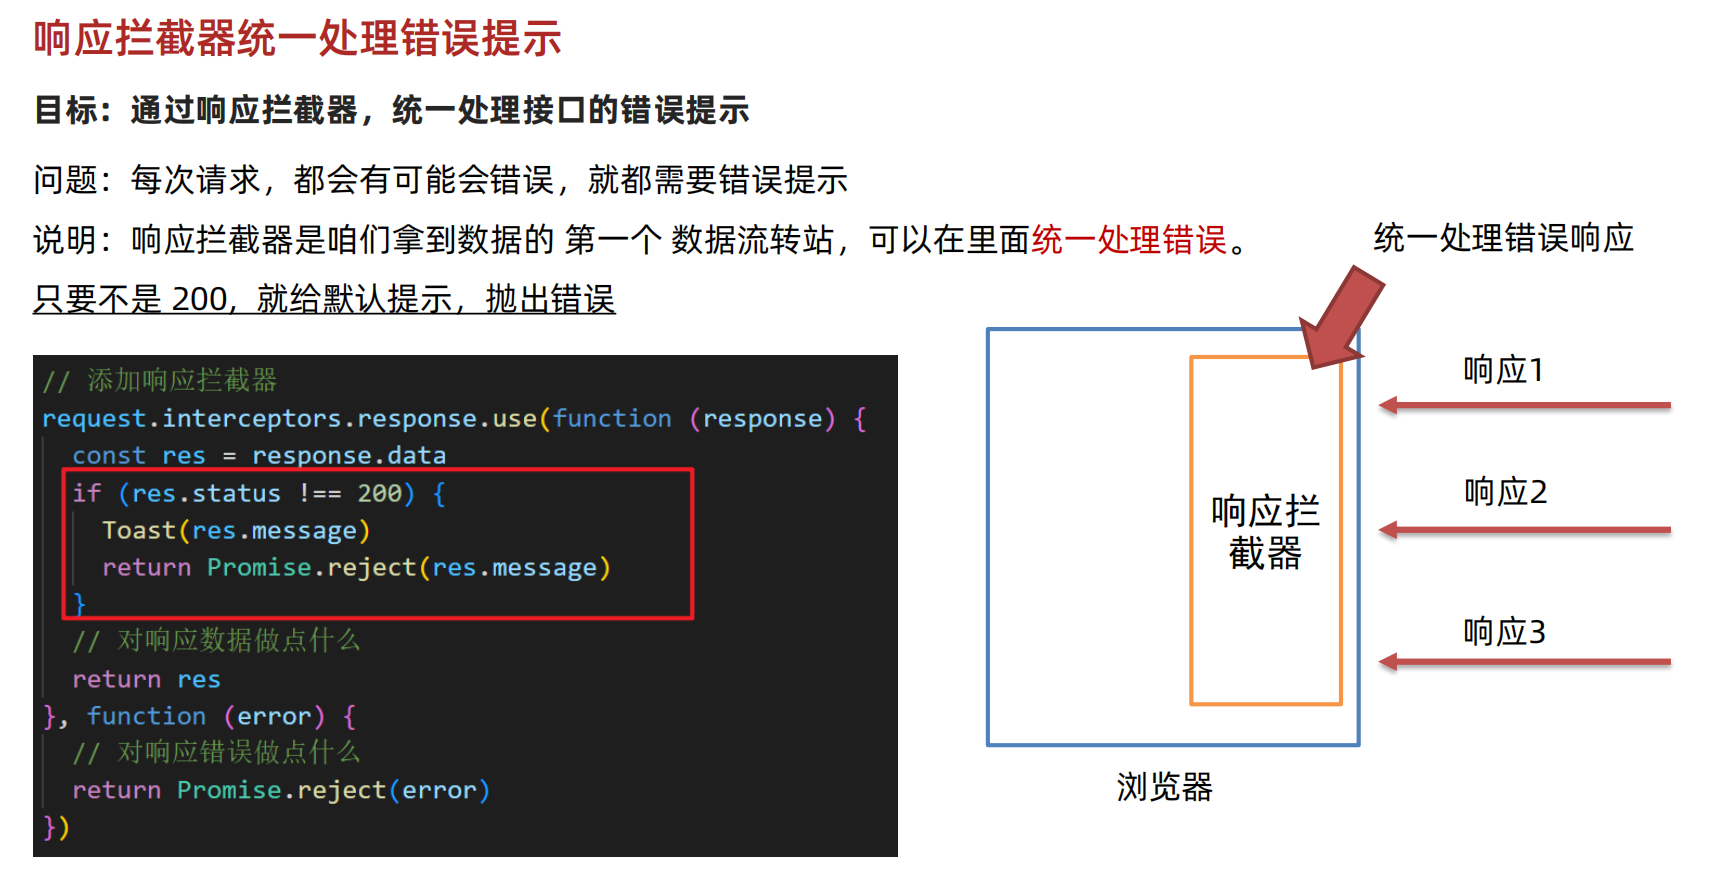 响应拦截器统一处理错误提示
目标：通过响应拦截器，统一处理接口的错误提示
问题：每次请求，都会有可能会错误，就都需要错误提示
说明：响应拦截器是咱们拿到数据的 第一个 数据流转站，可以在里面统一处理错误。
只要不是 200，就给默认提示，抛出错误
// 添加响应拦截器
request.interceptors.response.use(function (response) {
  const res = response.data
  if (res.status !== 200) {
    Toast(res.message)
    return Promise.reject(res.message)
  }
  // 对响应数据做点什么
  return res
}, function (error) {
  // 对响应错误做点什么
  return Promise.reject(error)
})
统一处理错误响应
响应1
响应2
响应3
响应拦
截器
浏览器